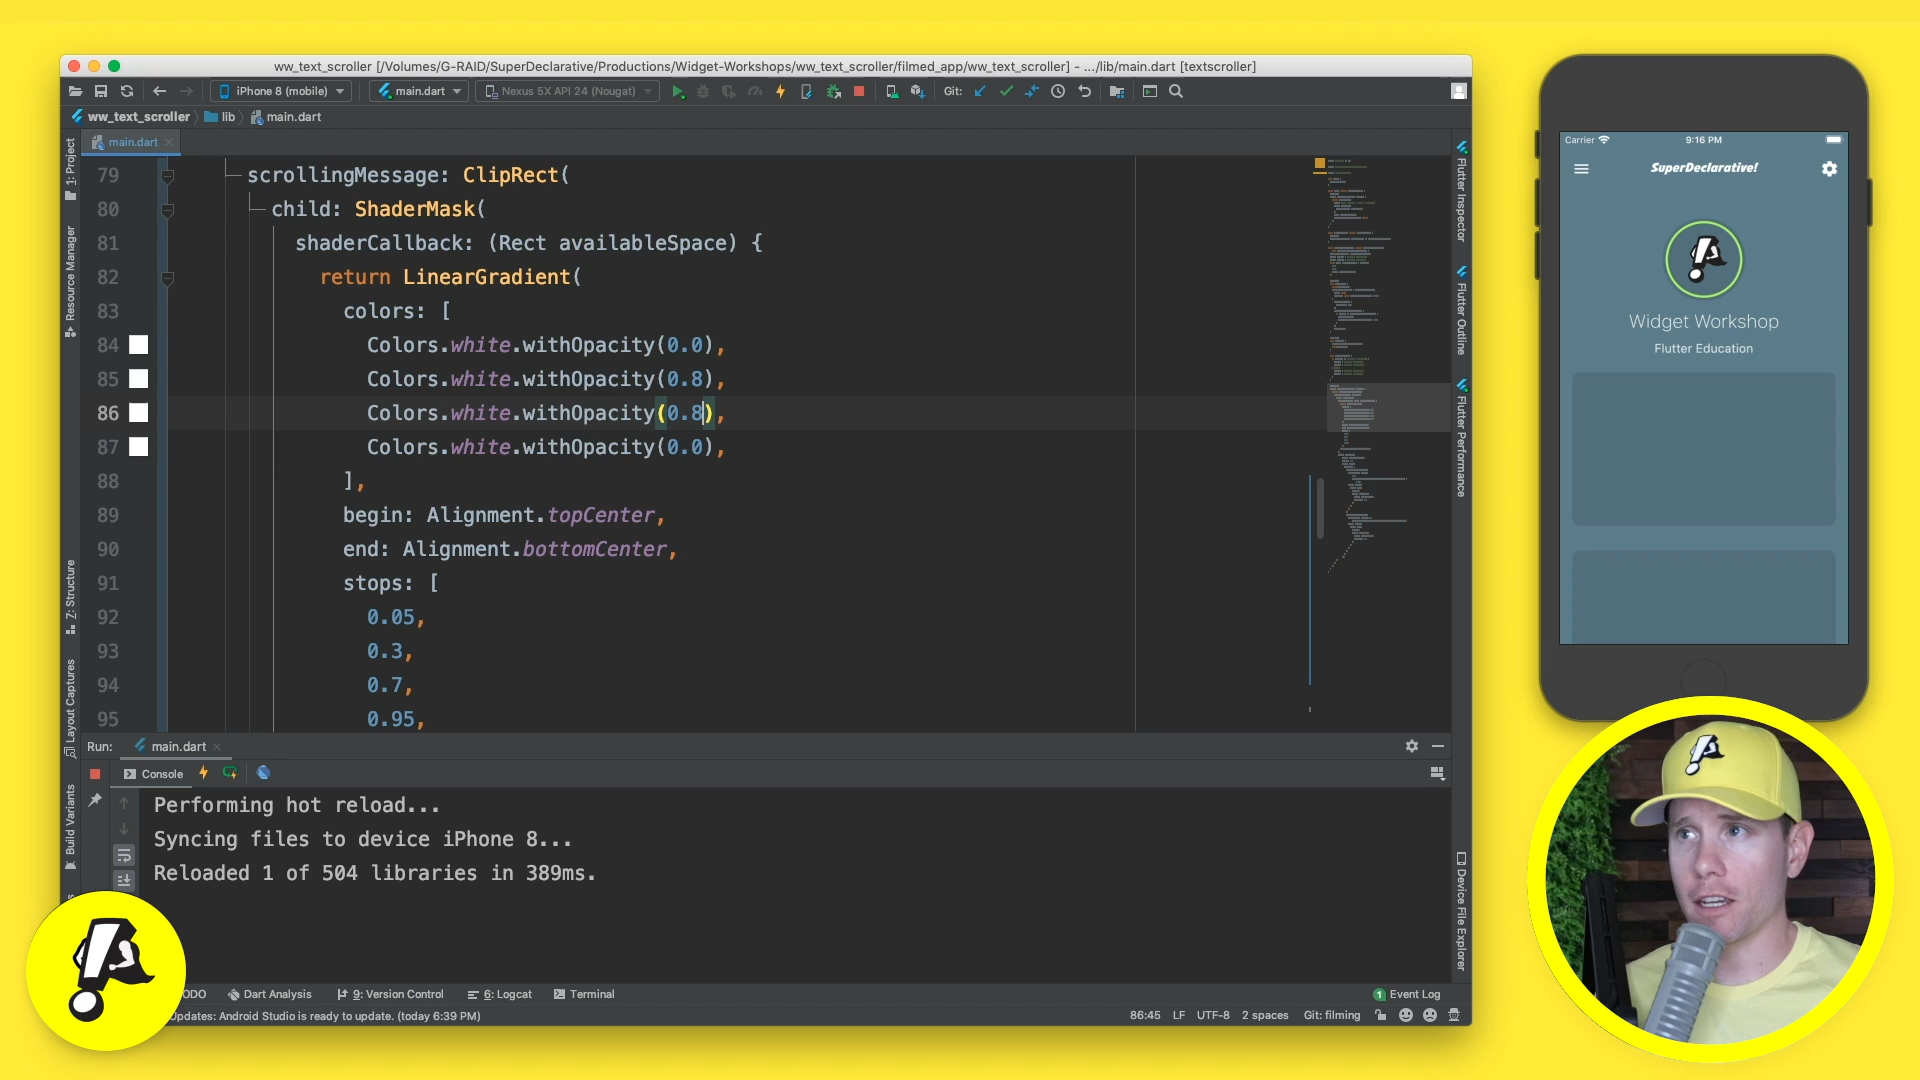 ww_text_scroller [/Volumes/G-RAID/SuperDeclarative/Productions/Widget-Workshops/ww_text_scroller/filmed_app/ww_text_scroller] - .../lib/main.dart [textscroller]
iPhone 8 (mobile)
main.dart
Nexus 5X API 24 (Nougat)
Git:
ww_text_scroller
lib
main.dart
main.dart
1: Project
Resource Manager
Z: Structure
Layout Captures
Build Variants
79 scrollingMessage: ClipRect(
80 child: ShaderMask(
81 shaderCallback: (Rect availableSpace) {
82 return LinearGradient(
83 colors: [
84 Colors.white.withOpacity(0.0),
85 Colors.white.withOpacity(0.8),
86 Colors.white.withOpacity(0.8),
87 Colors.white.withOpacity(0.0),
88 ],
89 begin: Alignment.topCenter,
90 end: Alignment.bottomCenter,
91 stops: [
92 0.05,
93 0.3,
94 0.7,
95 0.95,
Flutter Inspector
Flutter Outline
Flutter Performance
Device File Explorer
Run:
main.dart
Console
Performing hot reload...
Syncing files to device iPhone 8...
Reloaded 1 of 504 libraries in 389ms.
ODO
Dart Analysis
9: Version Control
6: Logcat
Terminal
1 Event Log
Updates: Android Studio is ready to update. (today 6:39 PM)
86:45
LF
UTF-8
2 spaces
Git: filming
Carrier
9:16 PM
SuperDeclarative!
Widget Workshop
Flutter Education